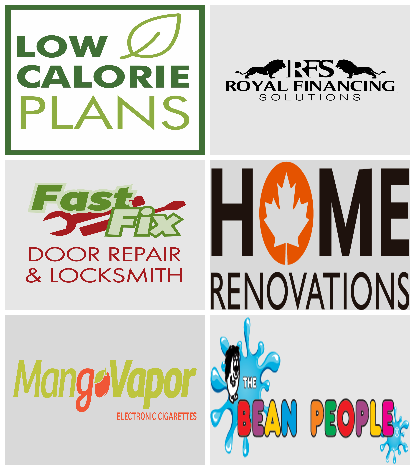 LOW
CALORIE
PLANS
RFS
ROYAL FINANCING
SOLUTIONS
Fast
Fix
DOOR REPAIR
& LOCKSMITH
HOME
RENOVATIONS
MangoVapor
ELECTRONIC CIGARETTES
THE
BEAN PEOPLE